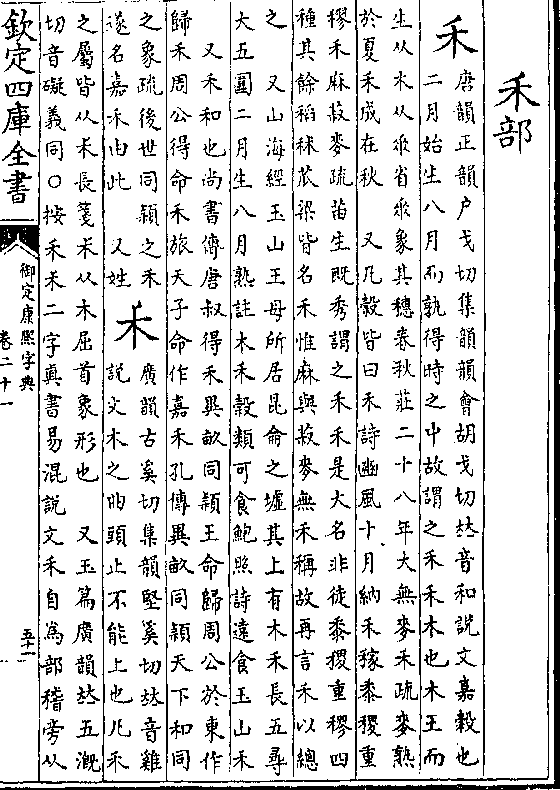 禾部
禾
唐韻正韻户戈切集韻韻會胡戈切𠀤音和說文嘉穀也
二月始生八月而孰得時之中故謂之禾禾木也木王而
生从木从𠂹省𠂹象其穗春秋莊二十八年大無麥禾疏麥熟
於夏禾成在秋　又凡穀皆曰禾詩豳風十月納禾稼黍稷重
穋禾麻菽麥疏苗生既秀謂之禾禾是大名非徒黍稷重穋四
種其餘稻秫苽粱皆名禾惟麻與菽麥無禾稱故再言禾以總
之　又山海經玉山王母所居昆侖之墟其上有木禾長五尋
大五圍二月生八月熟註木禾穀類可食鮑照詩遠食玉山禾
又禾和也尚書傳唐叔得禾異畝同穎王命歸周公於東作
歸禾周公得命禾旅天子命作嘉禾孔傳異畝同穎天下和同
之象疏後世同穎之禾
遂名嘉禾由此　又姓
𥝌
廣韻古奚切集韻堅奚切𠀤音雞
說文木之曲頭止不能上也凡𥝌
之屬皆从𥝌長箋𥝌从木屈首象形也　又玉篇廣韻𠀤五溉
切音礙義同○按禾𥝌二字真書易混說文𥝌自為部稽旁从
欽定四庫全書
御定康熙字典
卷二十一
五十一